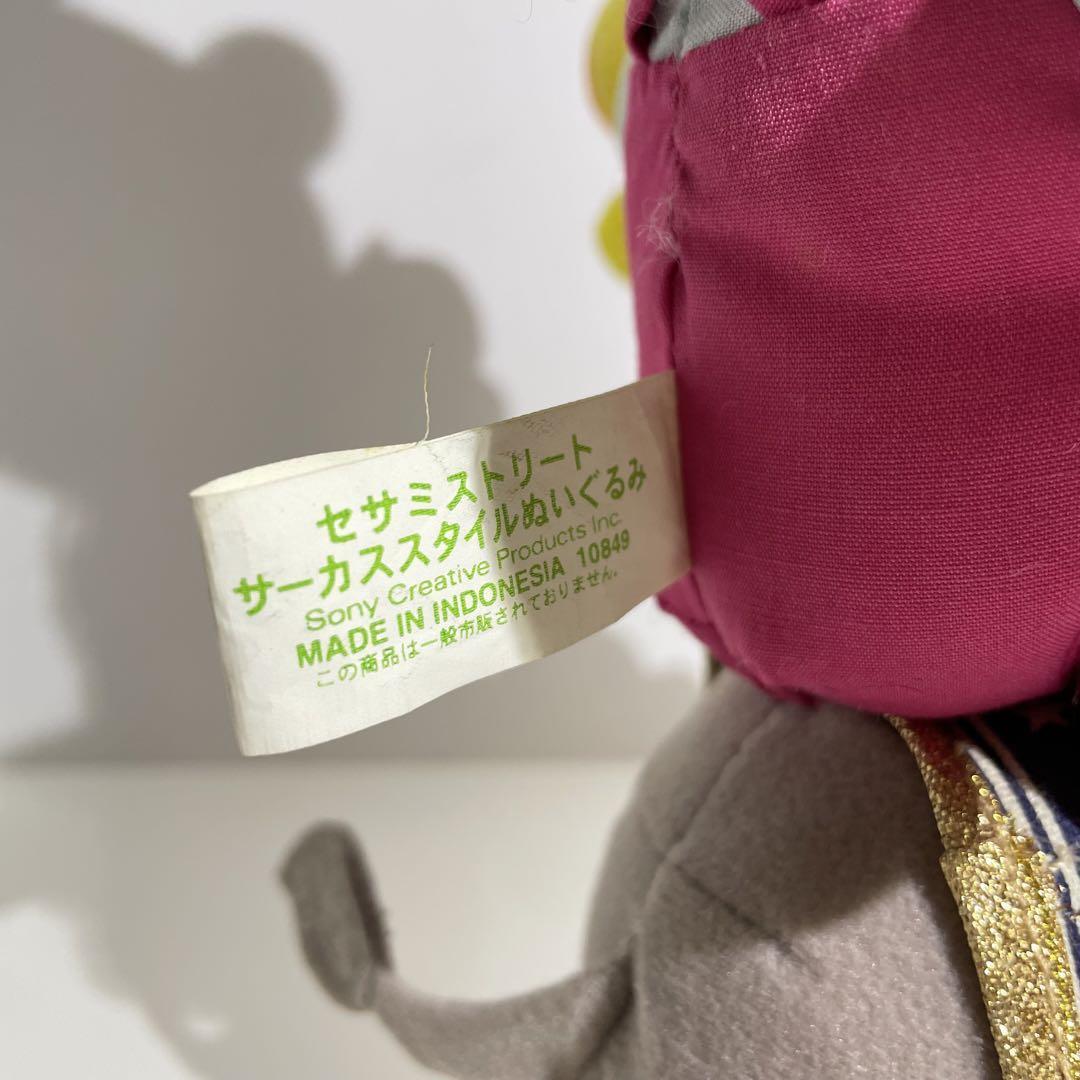 セサミストリート
サーカススタイルぬいぐるみ
Sony Creative Products Inc.
MADE IN INDONESIA 10849
この商品は一般市販されておりません。